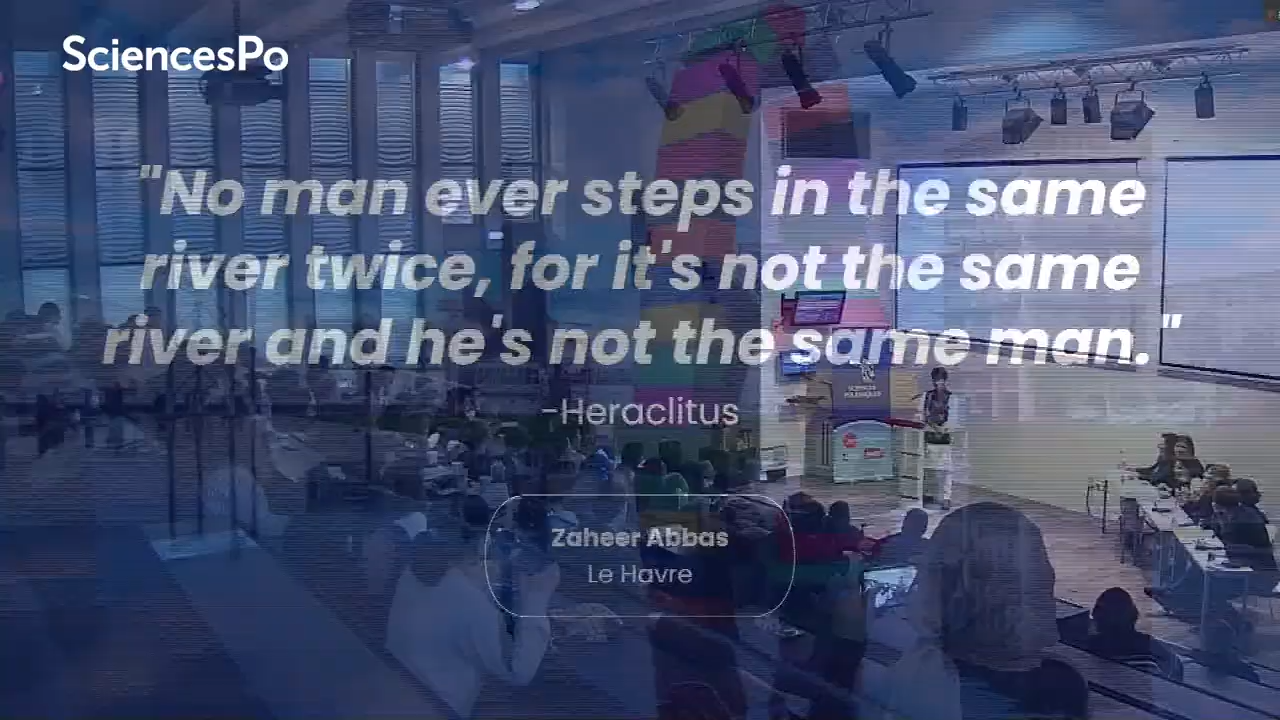 SciencesPo
"No man ever steps in the same
river twice, for it's not the same
river and he's not the same man."
-Heraclitus
Zaheer Abbas
Le Havre